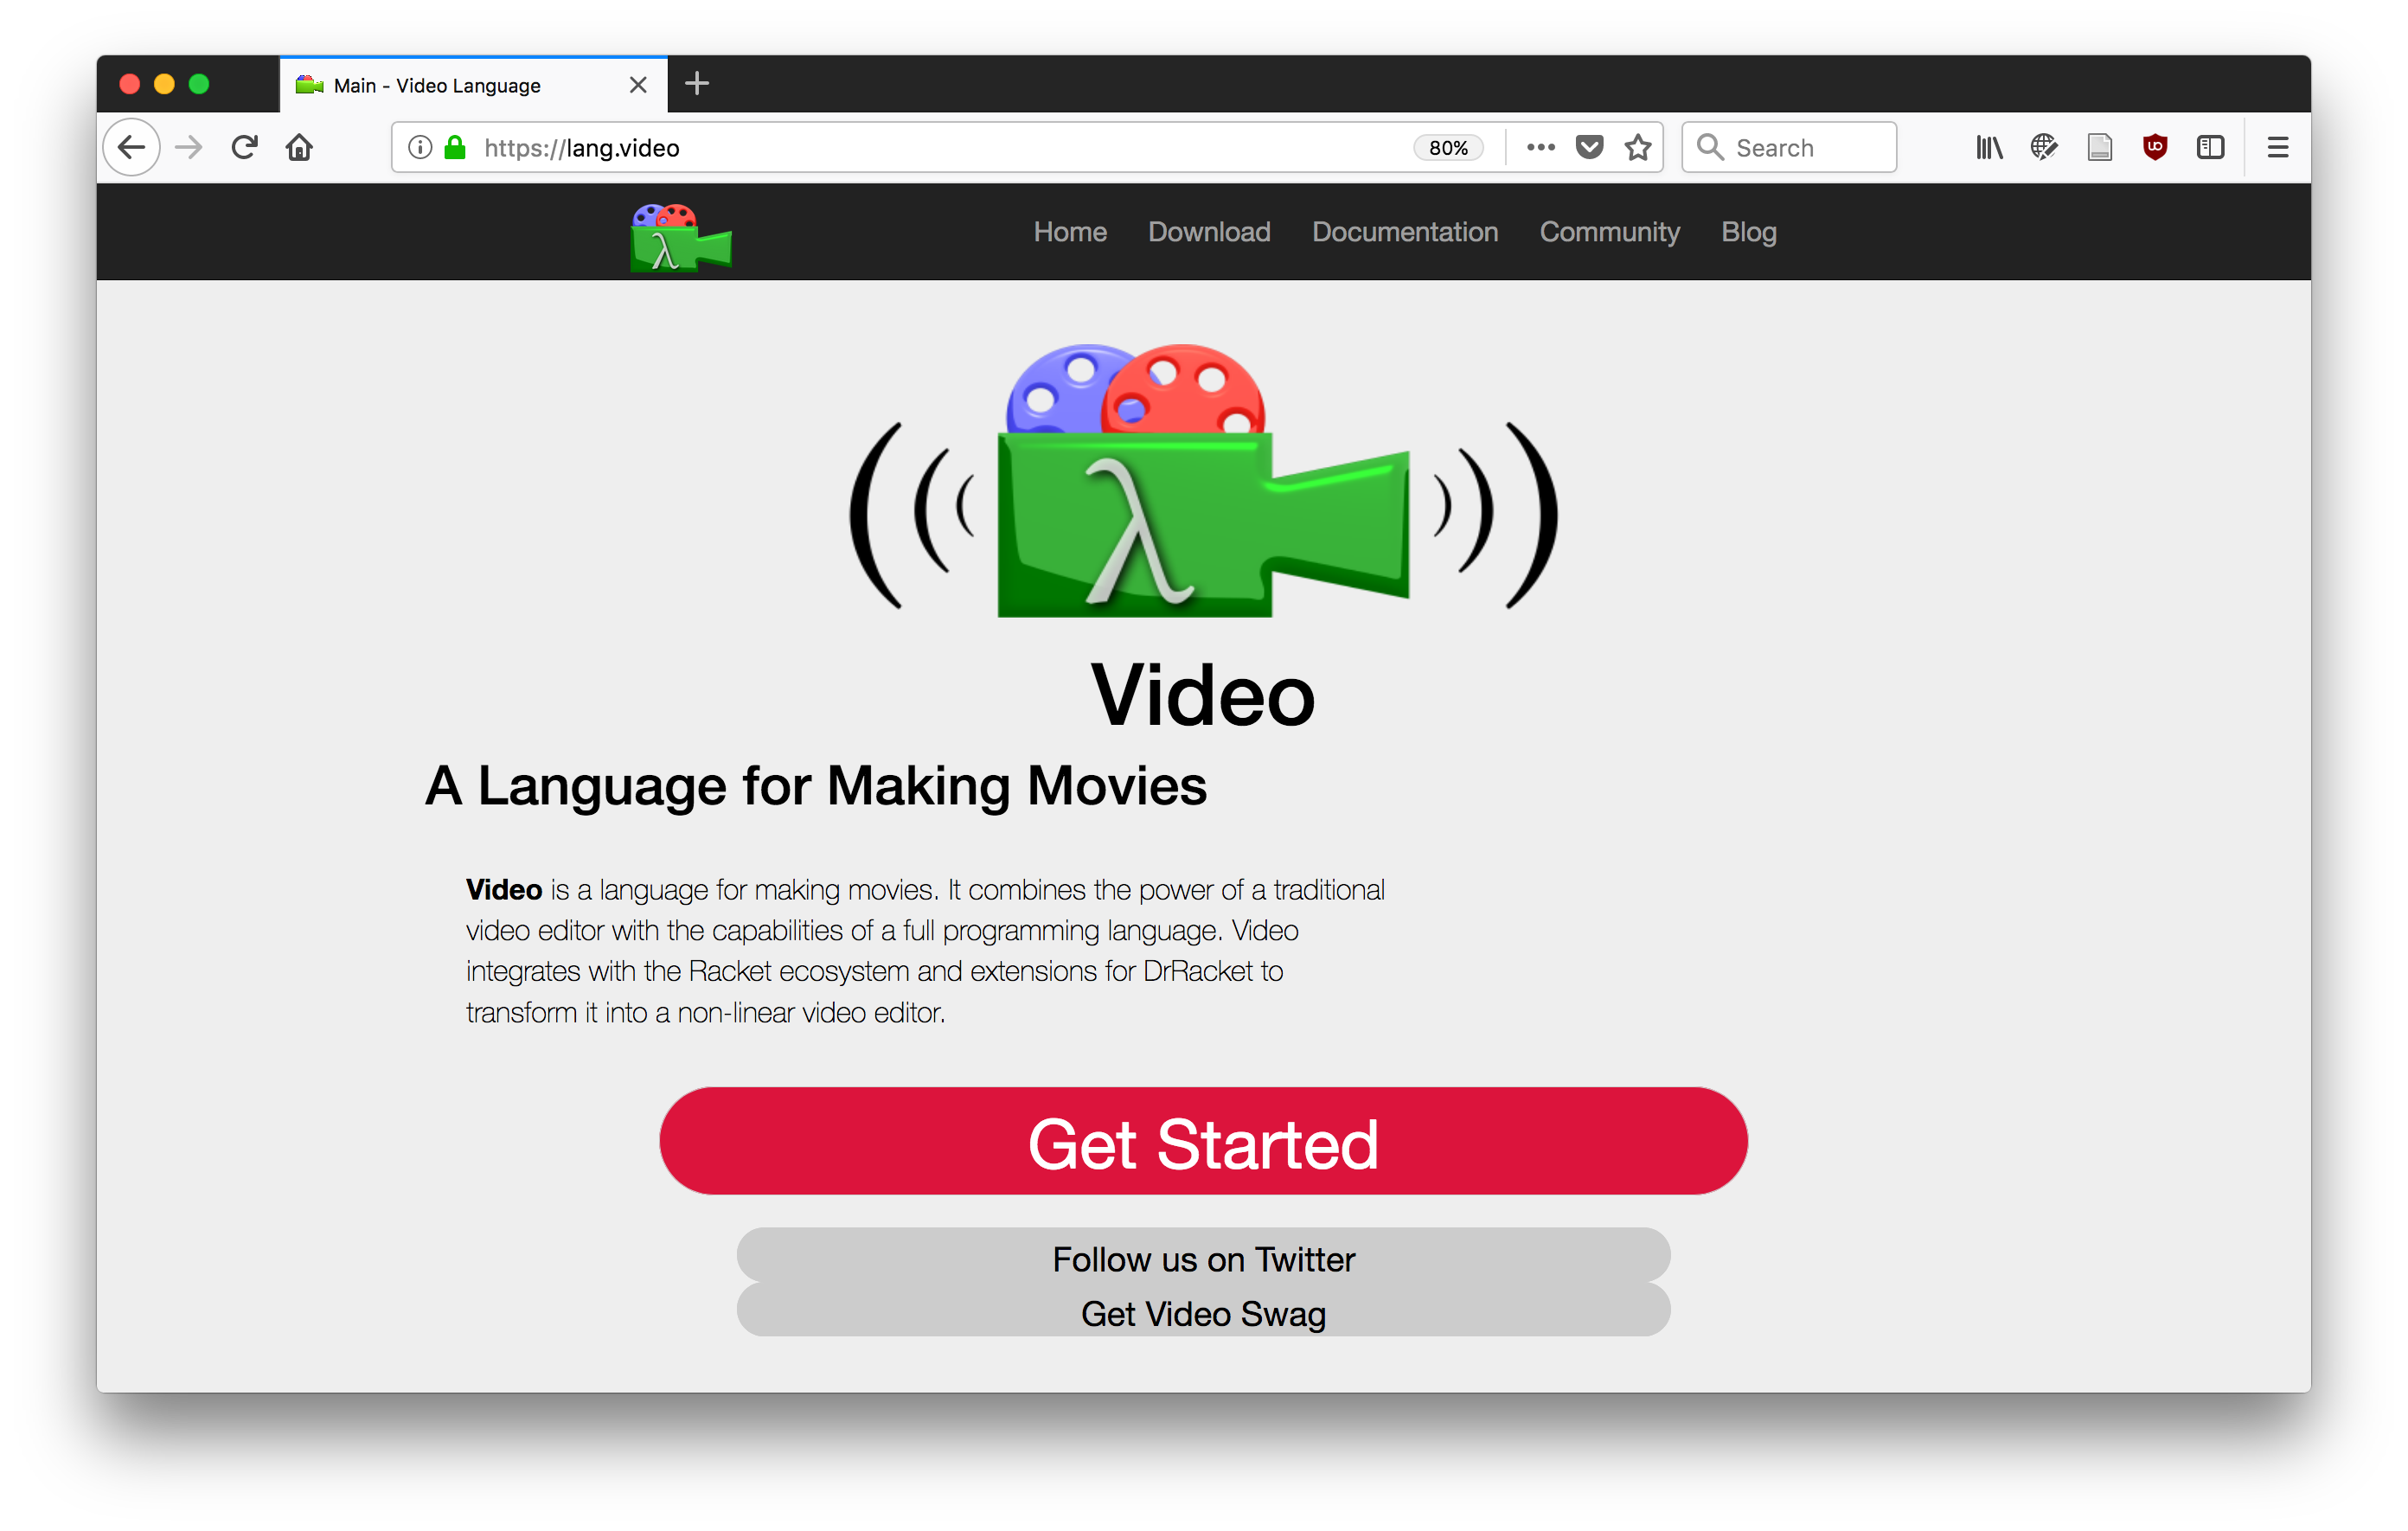 Main - Video Language
https://lang.video
80%
Search
λ
Home Download Documentation Community Blog
((( λ )))
Video
A Language for Making Movies
Video is a language for making movies. It combines the power of a traditional
video editor with the capabilities of a full programming language. Video
integrates with the Racket ecosystem and extensions for DrRacket to
transform it into a non-linear video editor.
Get Started
Follow us on Twitter
Get Video Swag